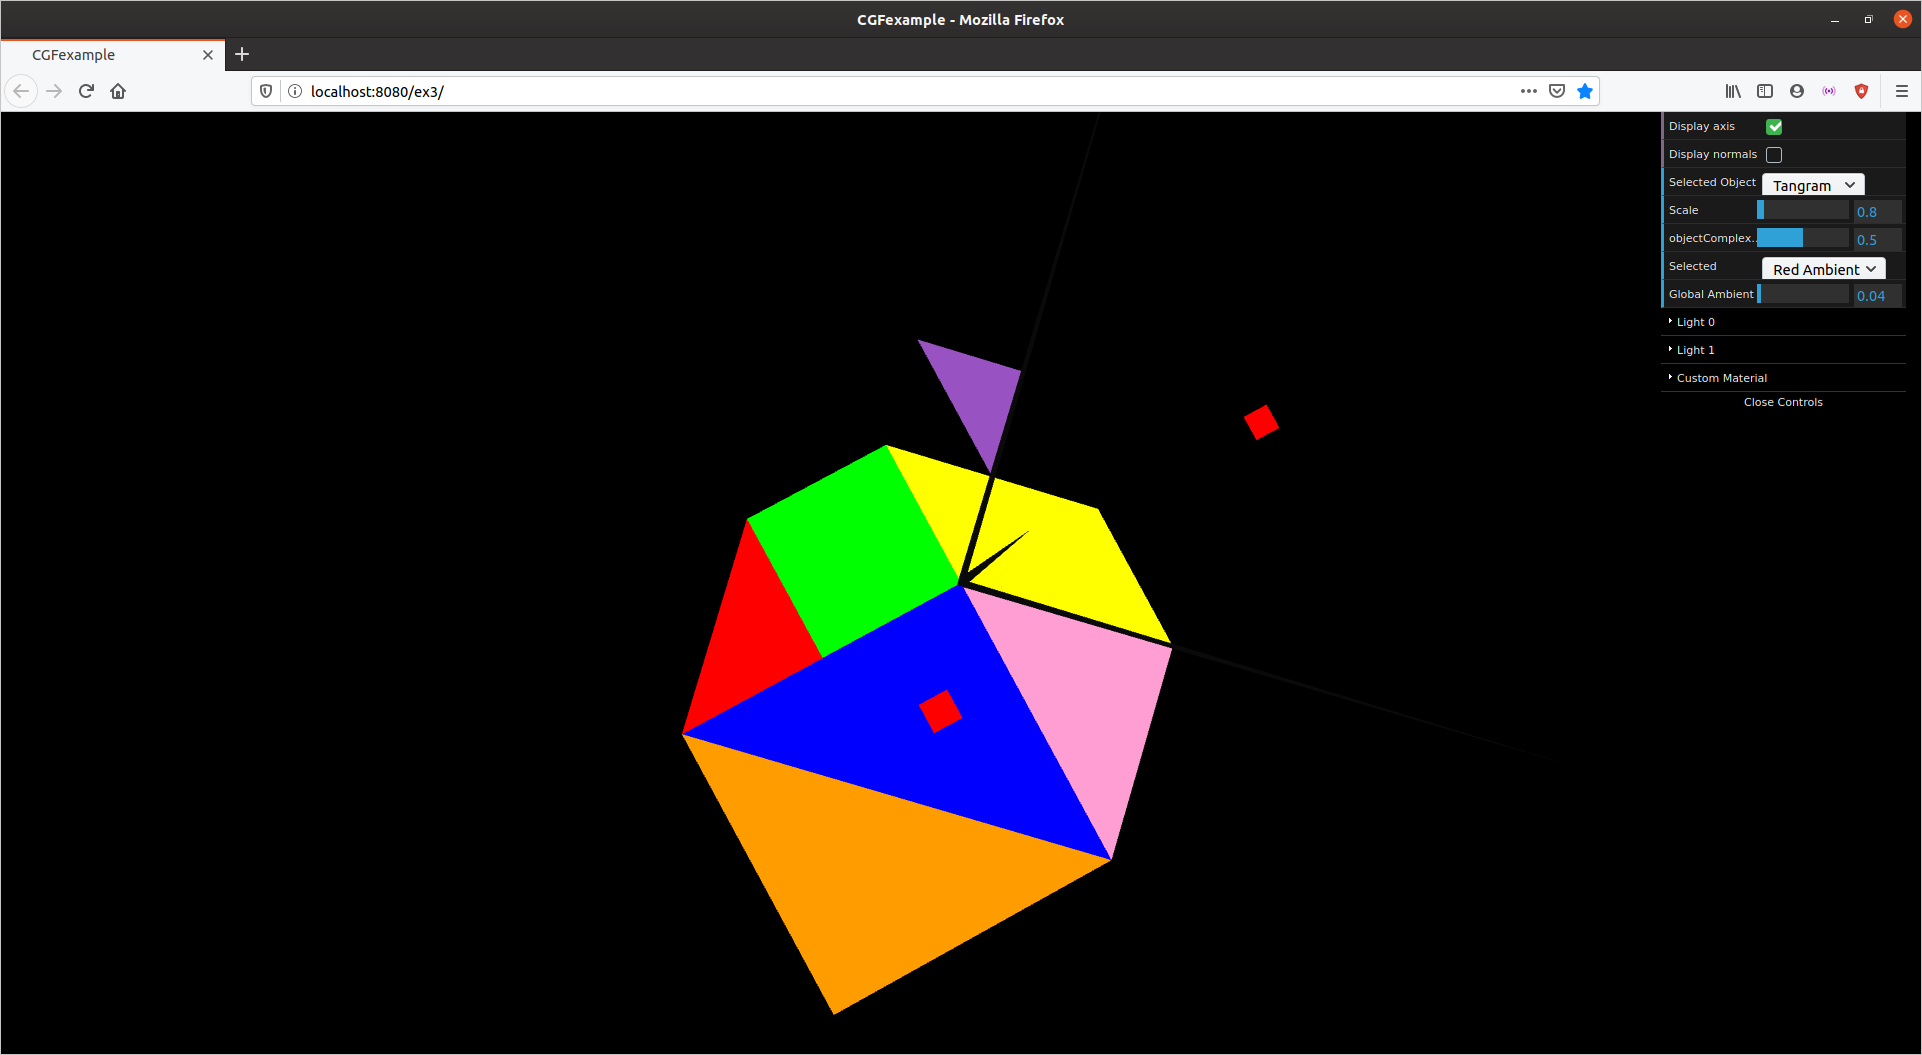 CGFexample - Mozilla Firefox
CGFexample
localhost:8080/ex3/
Display axis
Display normals
Selected Object Tangram
Scale 0.8
objectComplex.. 0.5
Selected Red Ambient
Global Ambient 0.04
Light 0
Light 1
Custom Material
Close Controls